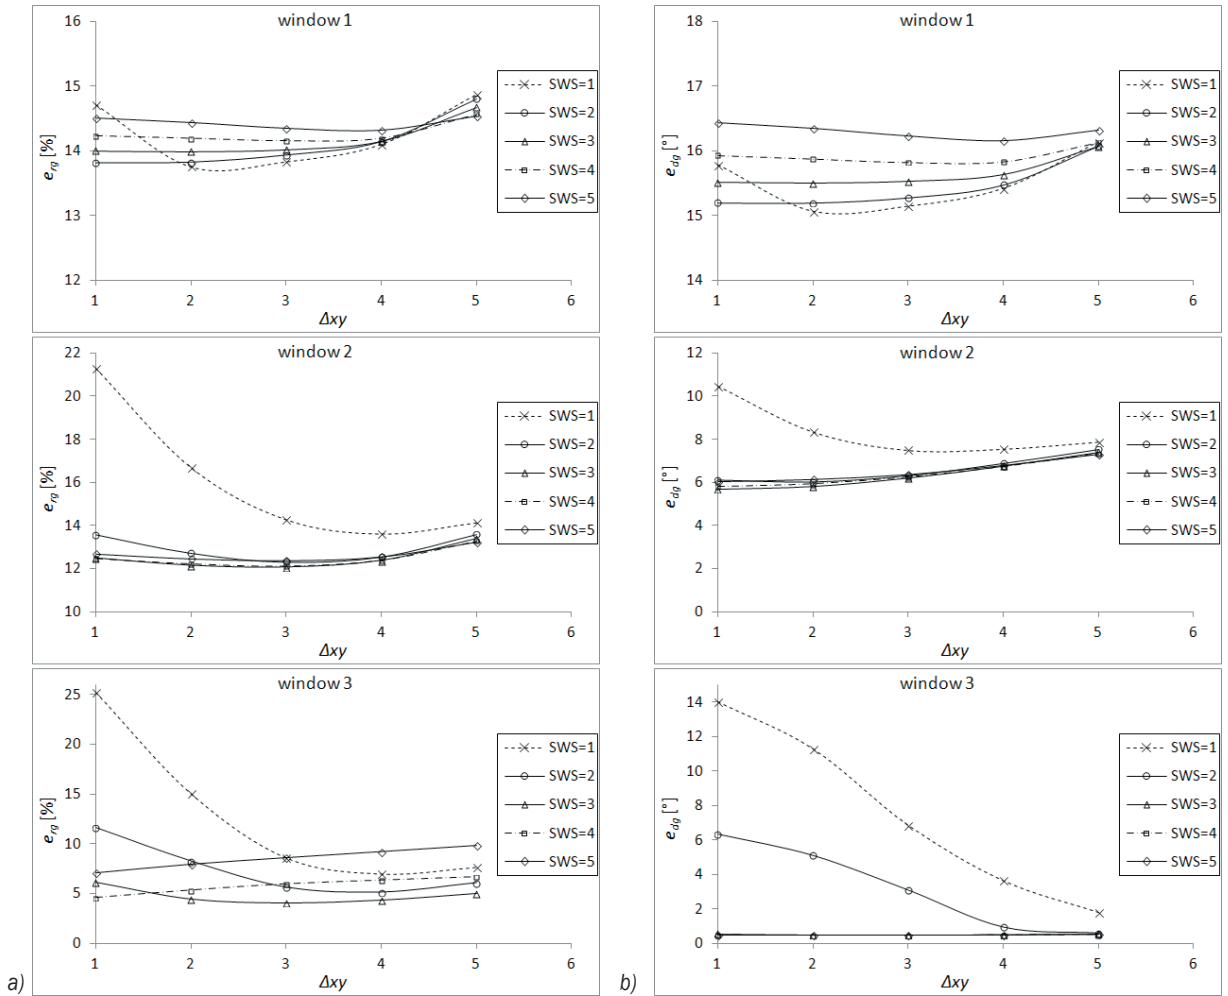 window 1
16
15
14
13
12
e_rg [%]
1 2 3 4 5 6
Δxy
SWS=1
SWS=2
SWS=3
SWS=4
SWS=5
window 1
18
17
16
15
14
e_dg [°]
1 2 3 4 5 6
Δxy
SWS=1
SWS=2
SWS=3
SWS=4
SWS=5
window 2
22
20
18
16
14
12
10
e_rg [%]
1 2 3 4 5 6
Δxy
SWS=1
SWS=2
SWS=3
SWS=4
SWS=5
window 2
12
10
8
6
4
2
0
e_dg [°]
1 2 3 4 5 6
Δxy
SWS=1
SWS=2
SWS=3
SWS=4
SWS=5
window 3
25
20
15
10
5
0
e_rg [%]
1 2 3 4 5 6
Δxy
SWS=1
SWS=2
SWS=3
SWS=4
SWS=5
a)
window 3
14
12
10
8
6
4
2
0
e_dg [°]
1 2 3 4 5 6
Δxy
SWS=1
SWS=2
SWS=3
SWS=4
SWS=5
b)